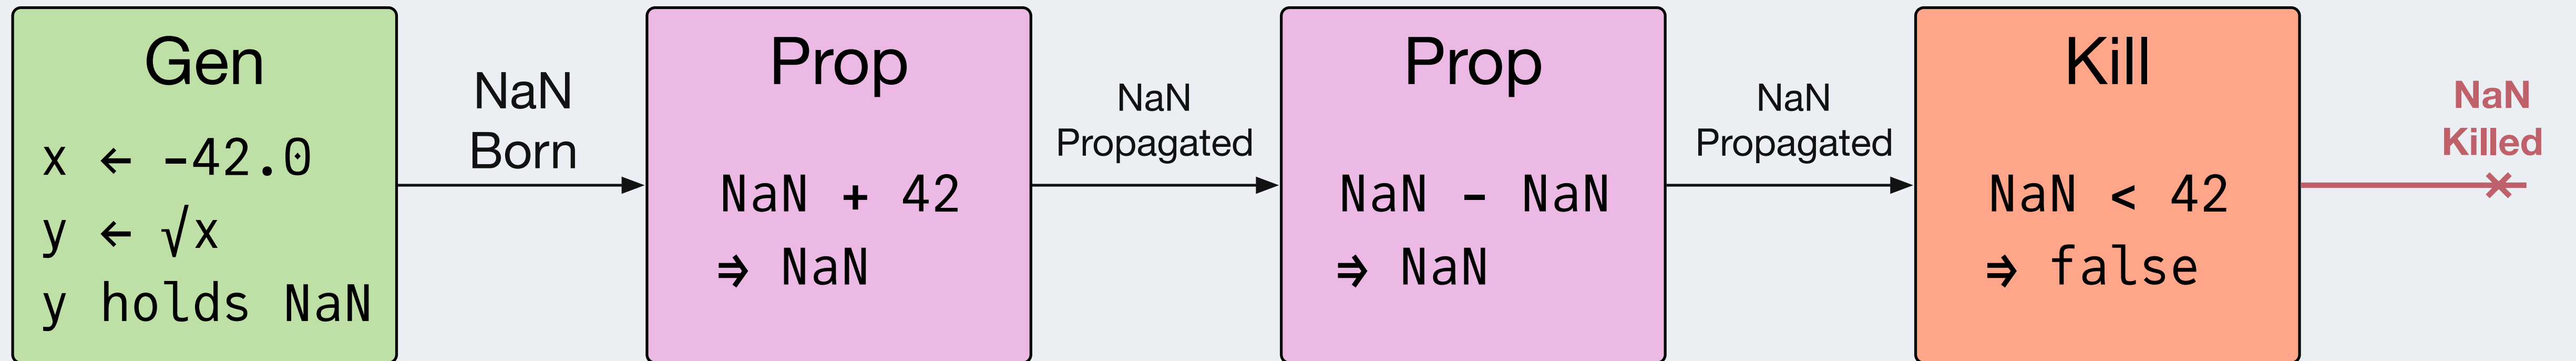 Gen
x ← -42.0
y ← √x
y holds NaN
NaN
Born
Prop
NaN + 42
⇒ NaN
NaN
Propagated
Prop
NaN - NaN
⇒ NaN
NaN
Propagated
Kill
NaN < 42
⇒ false
NaN
Killed